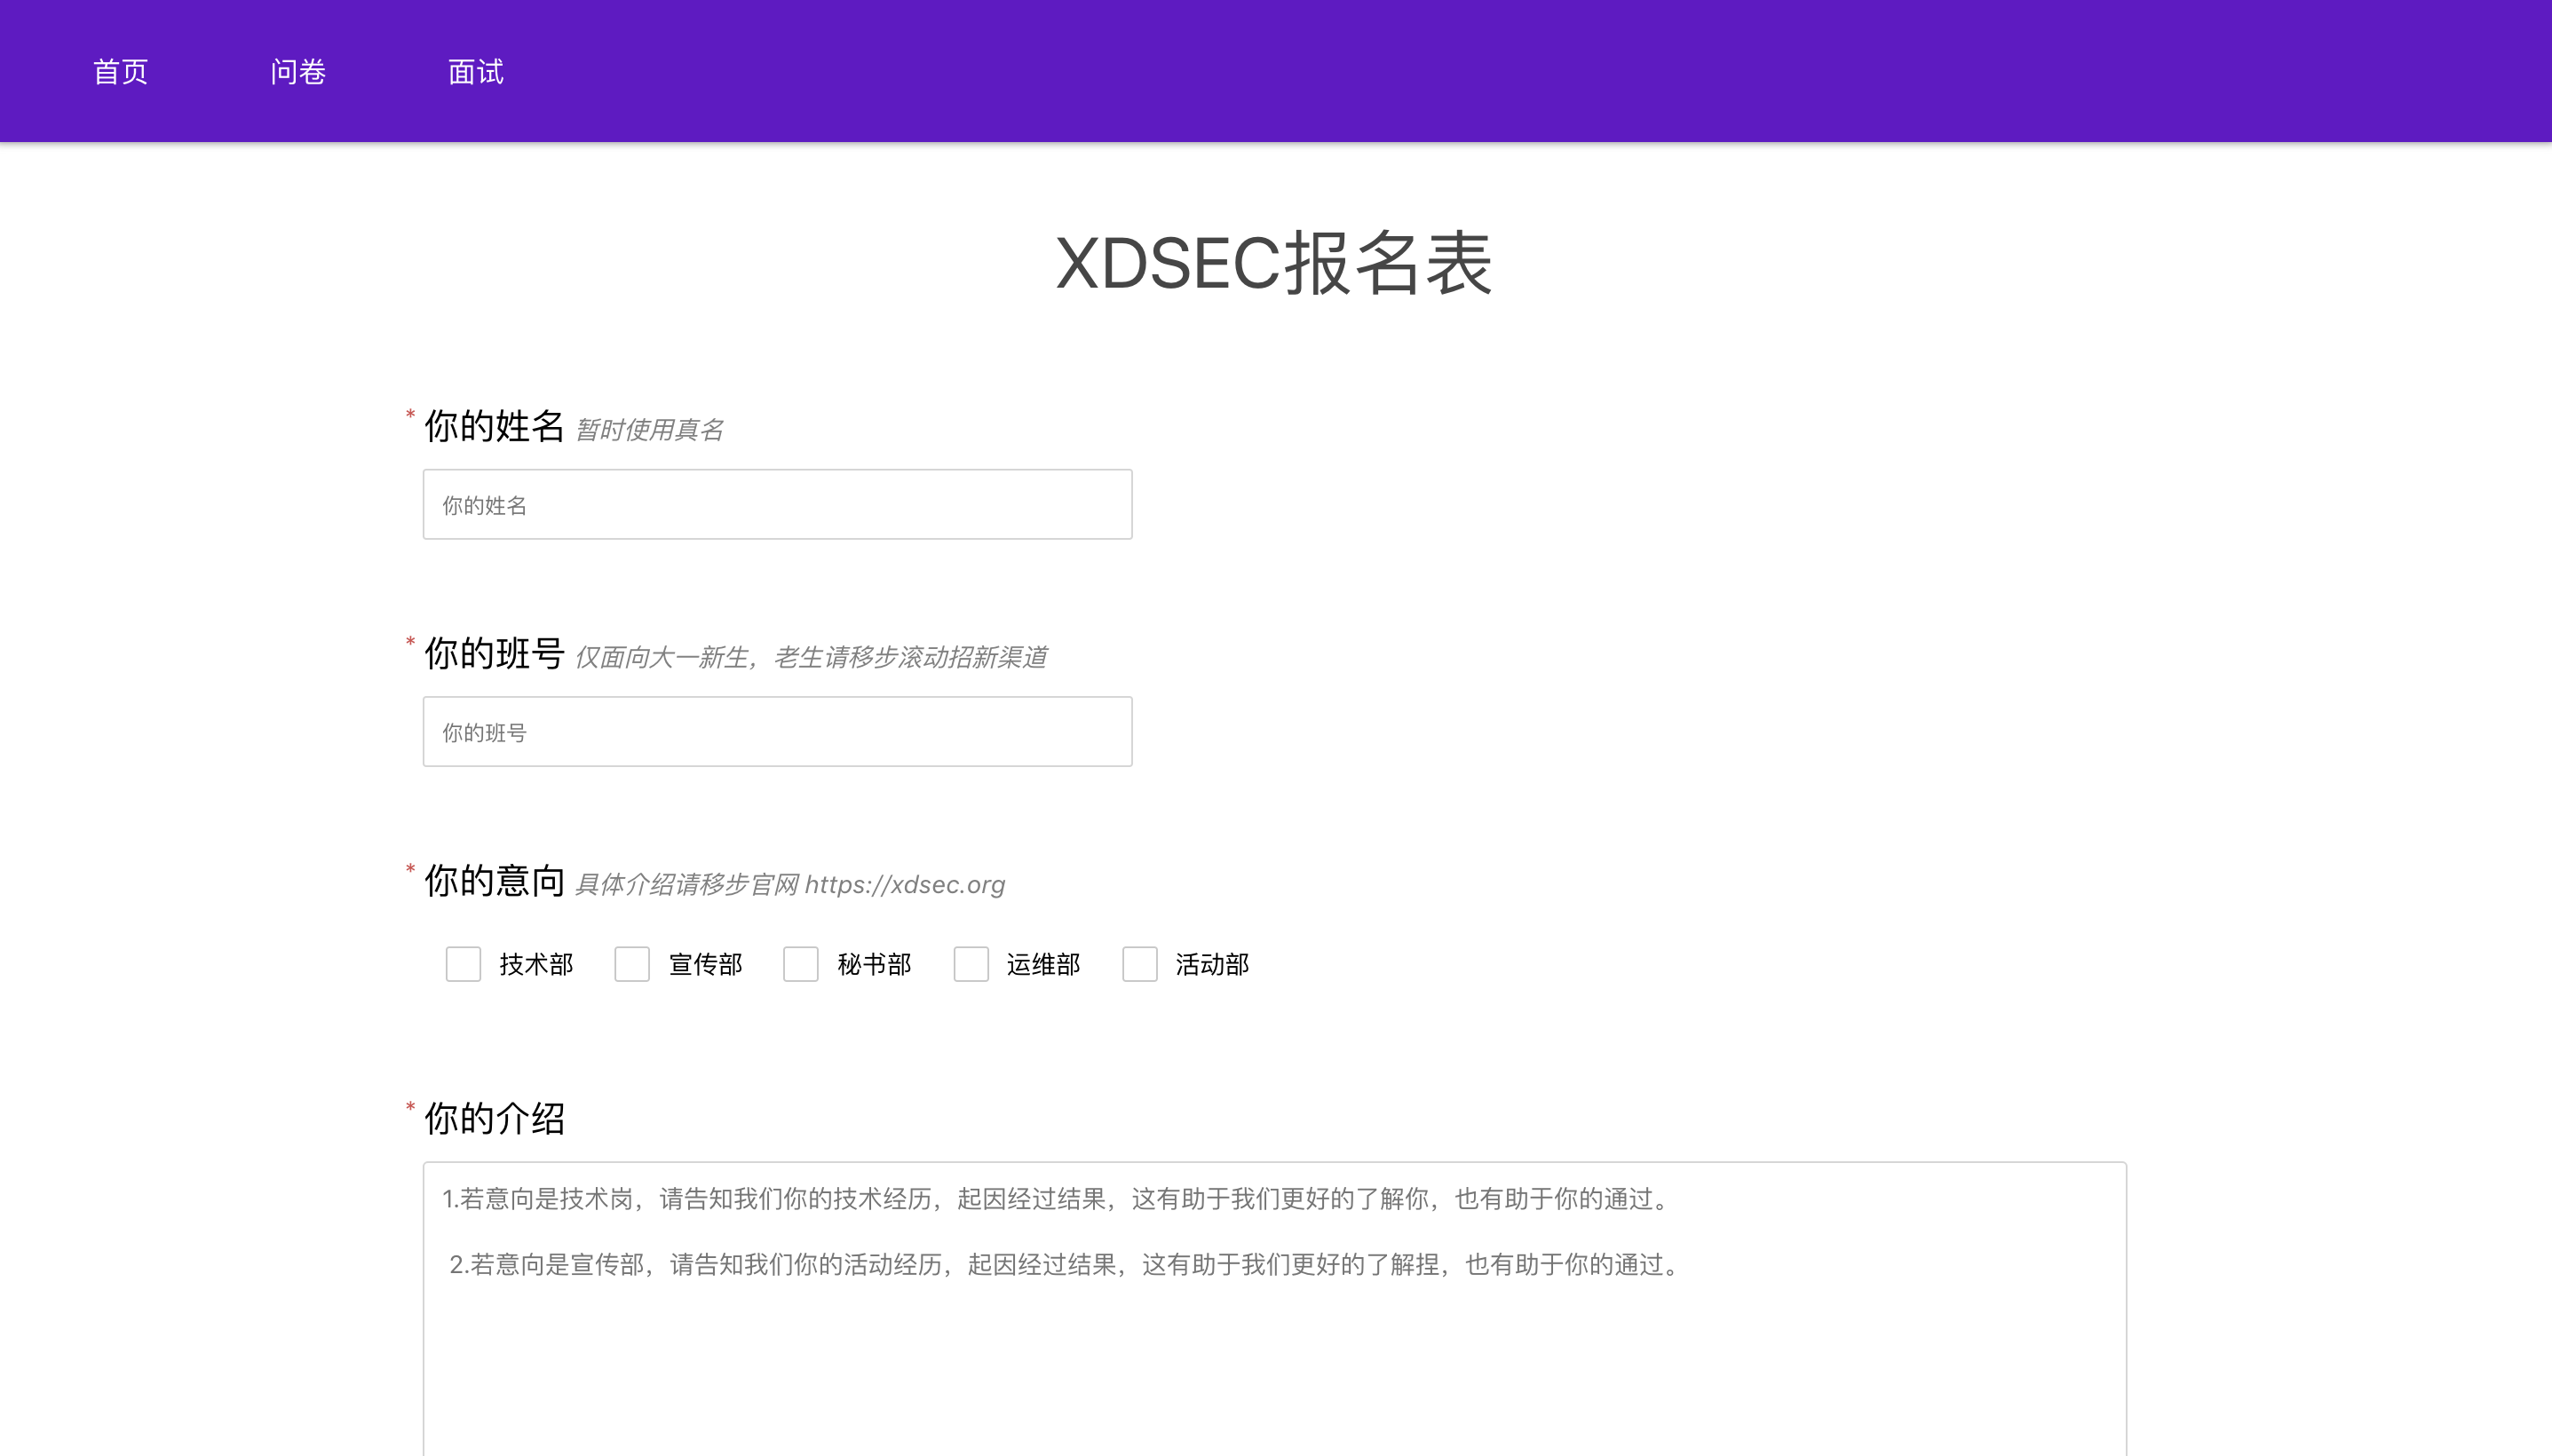 首页 问卷 面试
XDSEC报名表
* 你的姓名 暂时使用真名
你的姓名
* 你的班号 仅面向大一新生，老生请移步滚动招新渠道
你的班号
* 你的意向 具体介绍请移步官网 https://xdsec.org
技术部 宣传部 秘书部 运维部 活动部
* 你的介绍
1.若意向是技术岗，请告知我们你的技术经历，起因经过结果，这有助于我们更好的了解你，也有助于你的通过。
2.若意向是宣传部，请告知我们你的活动经历，起因经过结果，这有助于我们更好的了解捏，也有助于你的通过。